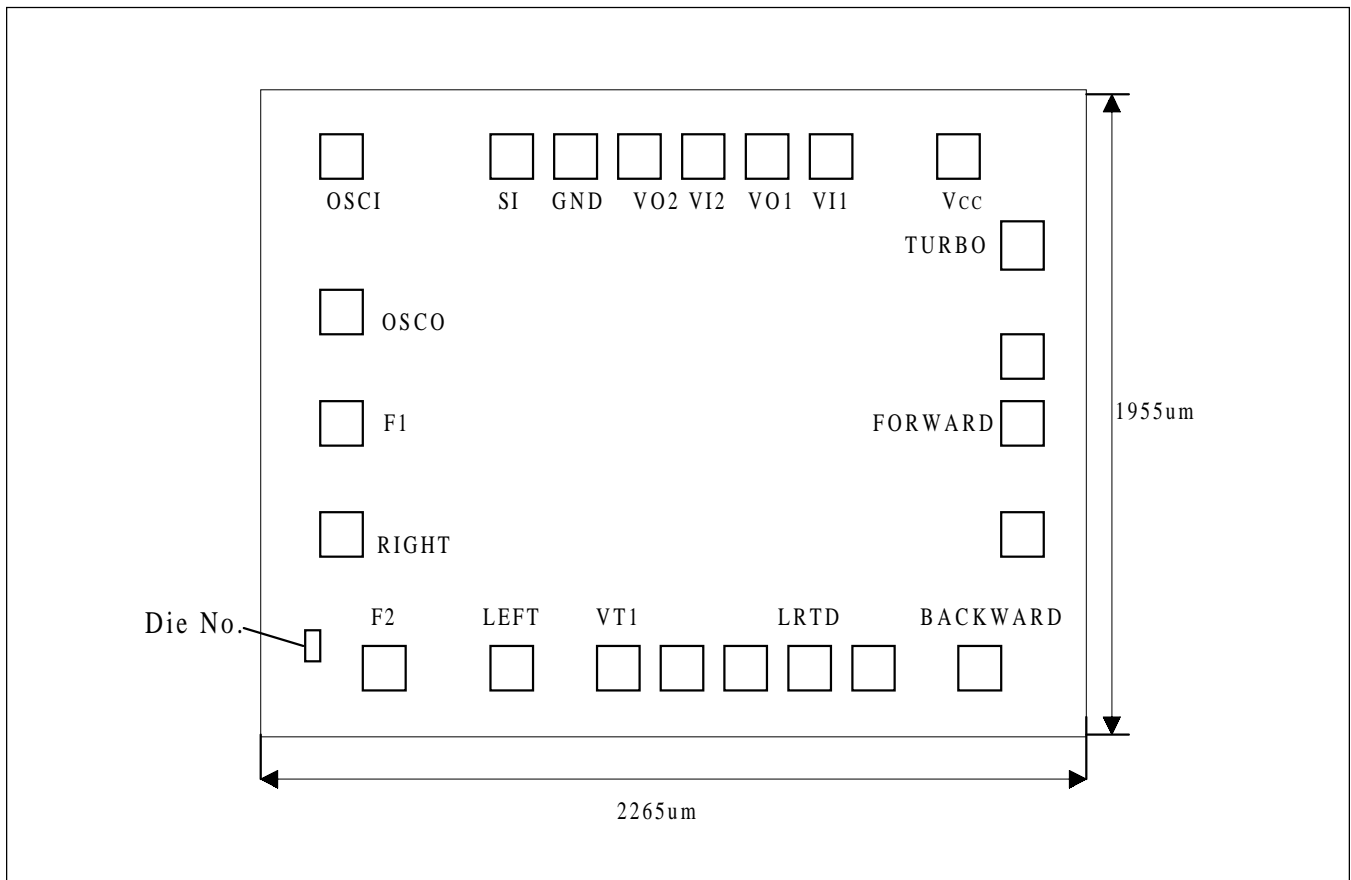 OSCI SI GND VO2 VI2 VO1 VI1 VCC
TURBO
OSCO
1955um
F1 FORWARD
RIGHT
F2 LEFT VT1 LRTD BACKWARD
Die No.
2265um